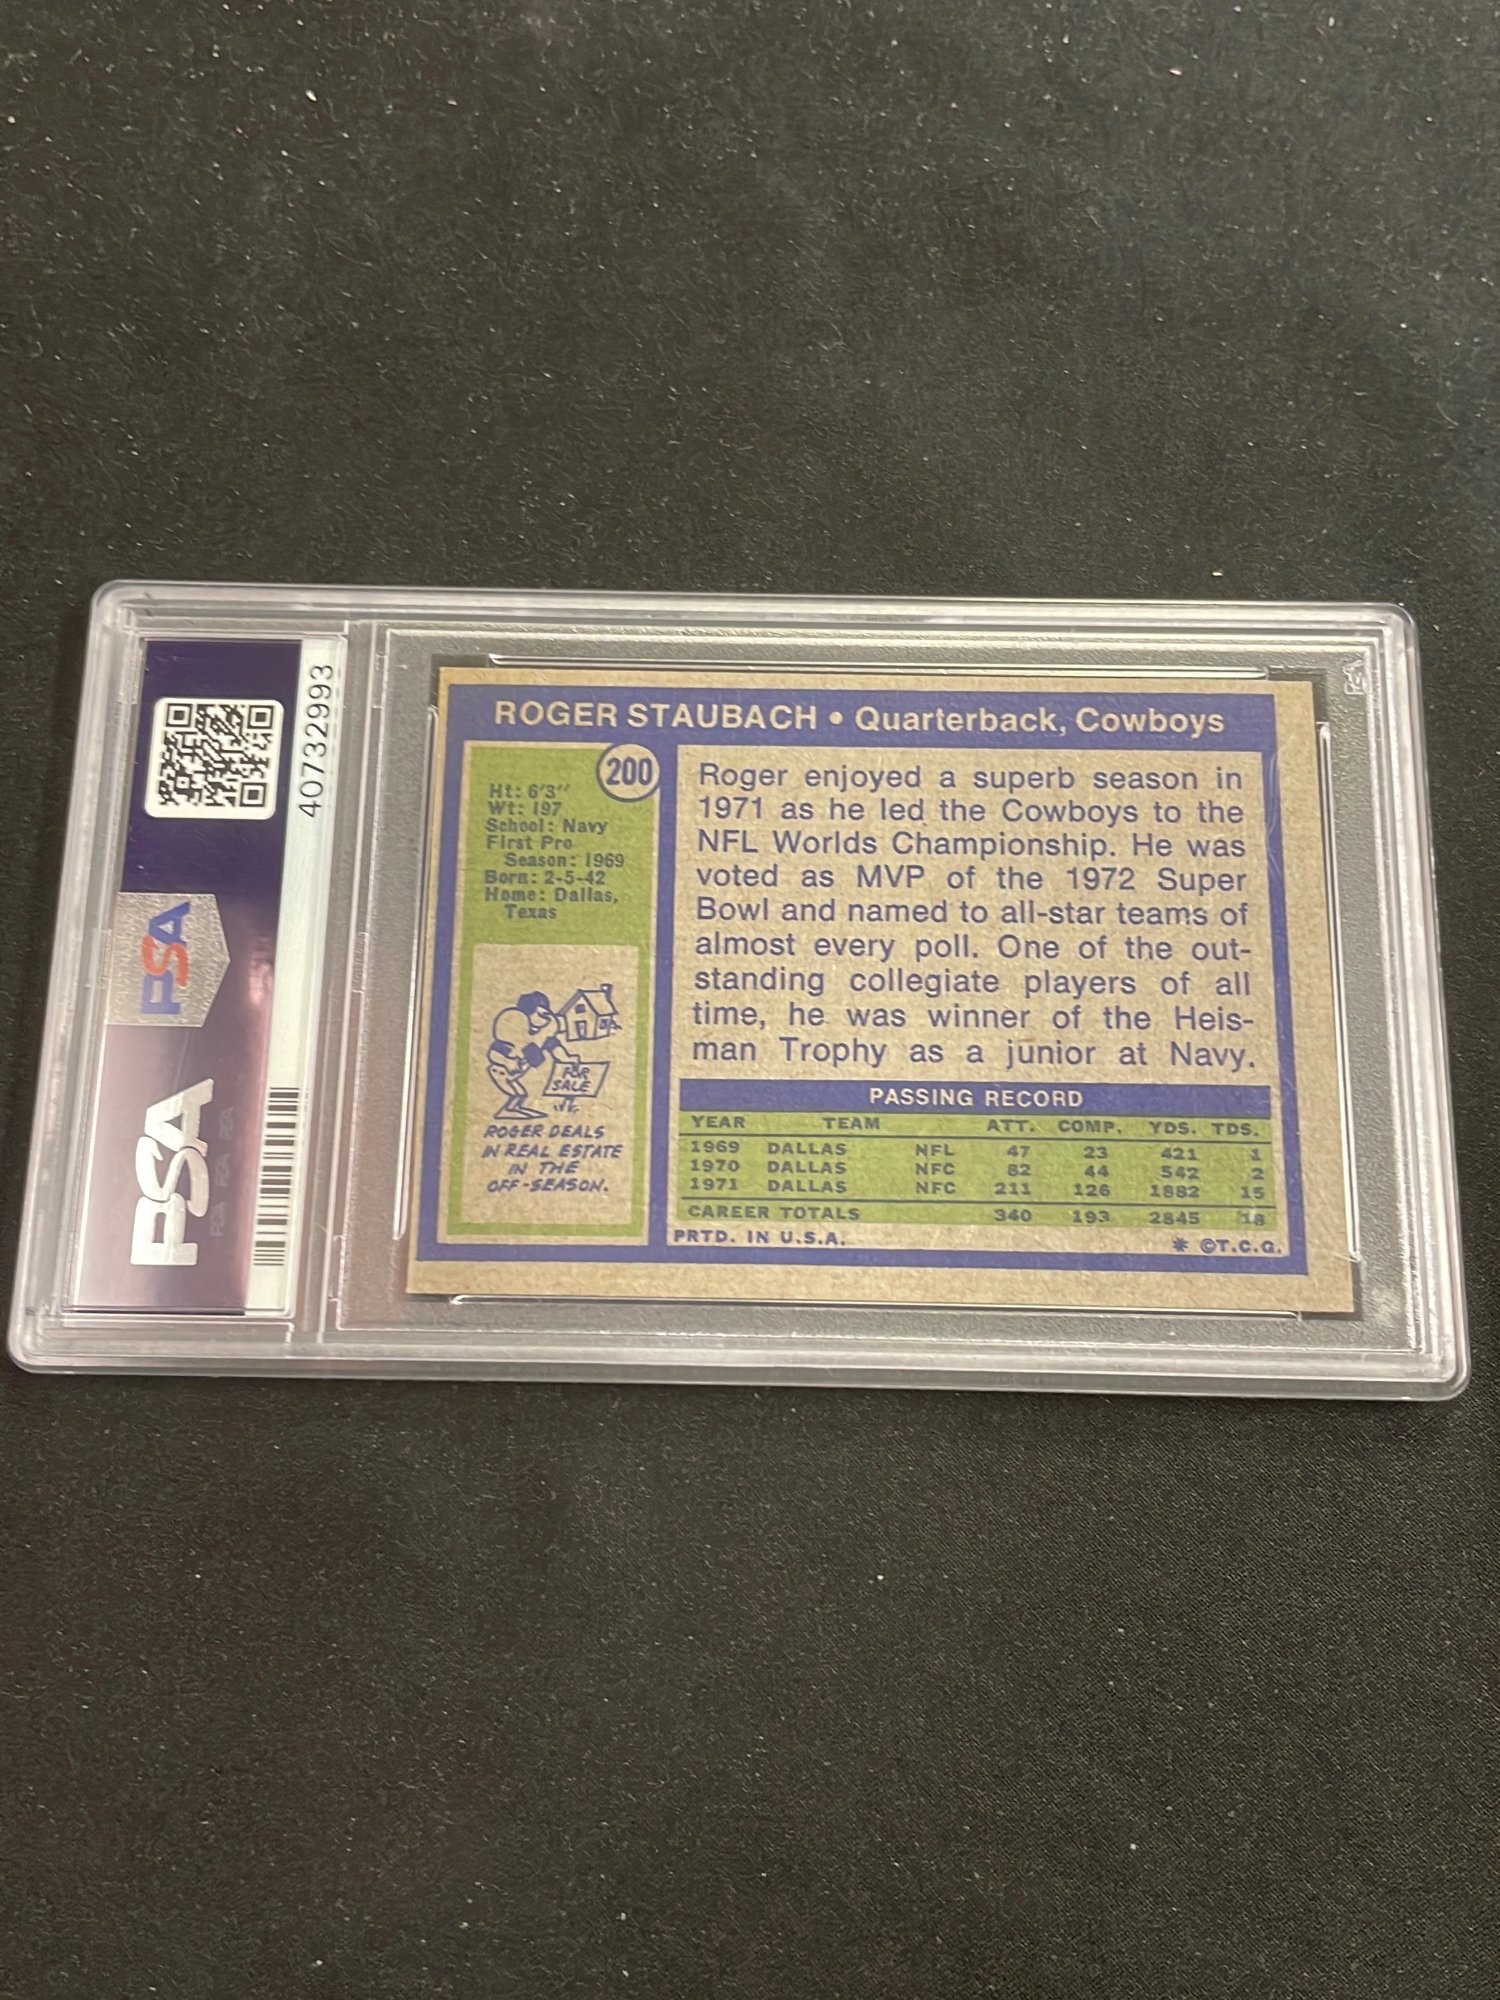 40732993
PSA
PSA
ROGER STAUBACH • Quarterback, Cowboys
200
Ht: 6'3"
Wt: 197
School: Navy
First Pro
Season: 1969
Born: 2-5-42
Home: Dallas,
Texas
FOR
SALE
ROGER DEALS
IN REAL ESTATE
IN THE
OFF-SEASON.
Roger enjoyed a superb season in
1971 as he led the Cowboys to the
NFL Worlds Championship. He was
voted as MVP of the 1972 Super
Bowl and named to all-star teams of
almost every poll. One of the out-
standing collegiate players of all
time, he was winner of the Heis-
man Trophy as a junior at Navy.
PASSING RECORD
YEAR TEAM ATT. COMP. YDS. TDS.
1969 DALLAS NFL 47 23 421 1
1970 DALLAS NFC 82 44 542 2
1971 DALLAS NFC 211 126 1882 15
CAREER TOTALS 340 193 2845 18
PRTD. IN U.S.A. * ©T.C.G.